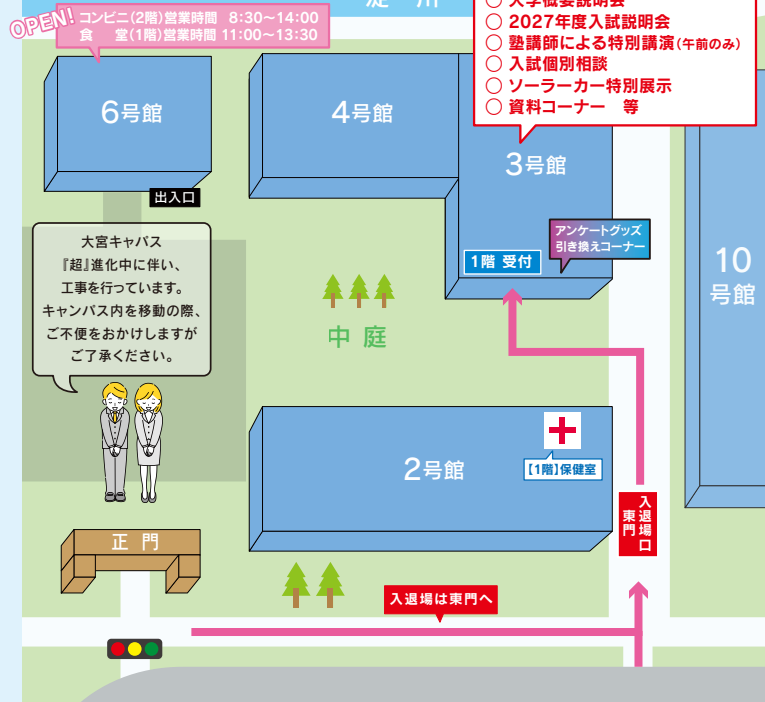 淀 川
OPEN!
コンビニ(2階)営業時間 8:30～14:00
食 堂(1階)営業時間 11:00～13:30
○ 大学概要説明会
○ 2027年度入試説明会
○ 塾講師による特別講演(午前のみ)
○ 入試個別相談
○ ソーラーカー特別展示
○ 資料コーナー 等
6号館
4号館
3号館
出入口
アンケートグッズ
引き換えコーナー
1階 受付
10
号館
大宮キャパス
『超』進化中に伴い、
工事を行っています。
キャンパス内を移動の際、
ご不便をおかけしますが
ご了承ください。
中 庭
2号館
【1階】保健室
入退場口
東門
正 門
入退場は東門へ